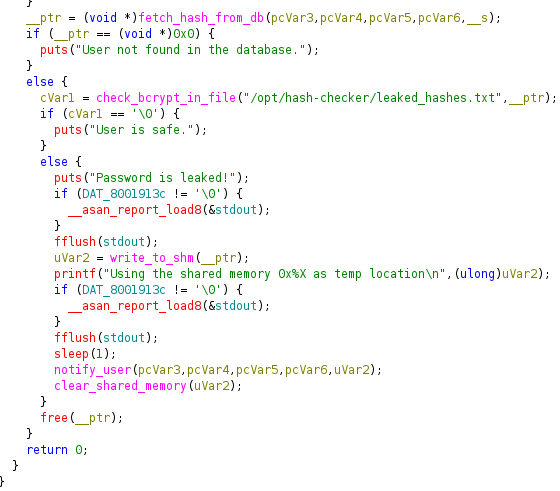 }
__ptr = (void *)fetch_hash_from_db(pcVar3,pcVar4,pcVar5,pcVar6,__s);
if (__ptr == (void *)0x0) {
puts("User not found in the database.");
}
else {
cVar1 = check_bcrypt_in_file("/opt/hash-checker/leaked_hashes.txt",__ptr);
if (cVar1 == '\0') {
puts("User is safe.");
}
else {
puts("Password is leaked!");
if (DAT_8001913c != '\0') {
__asan_report_load8(&stdout);
}
fflush(stdout);
uVar2 = write_to_shm(__ptr);
printf("Using the shared memory 0x%X as temp location\n",(ulong)uVar2);
if (DAT_8001913c != '\0') {
__asan_report_load8(&stdout);
}
fflush(stdout);
sleep(1);
notify_user(pcVar3,pcVar4,pcVar5,pcVar6,uVar2);
clear_shared_memory(uVar2);
}
free(__ptr);
}
return 0;
}
}